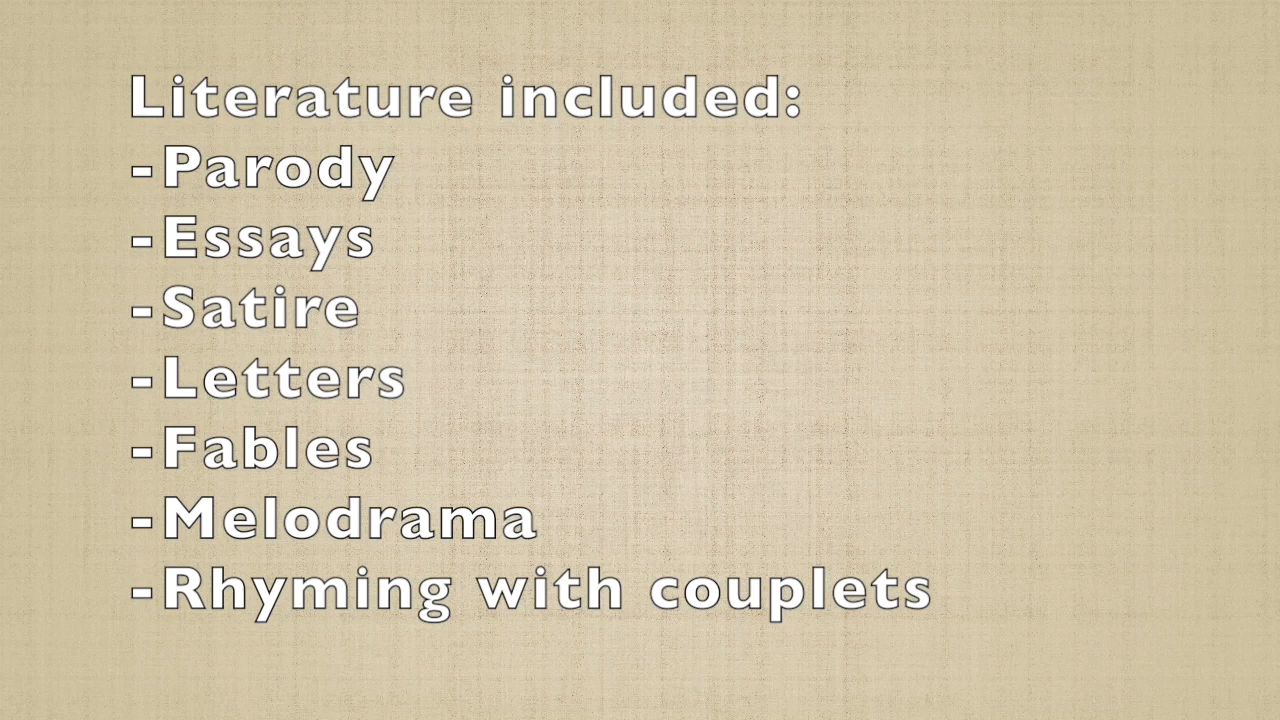 Literature included:
-Parody
-Essays
-Satire
-Letters
-Fables
-Melodrama
-Rhyming with couplets